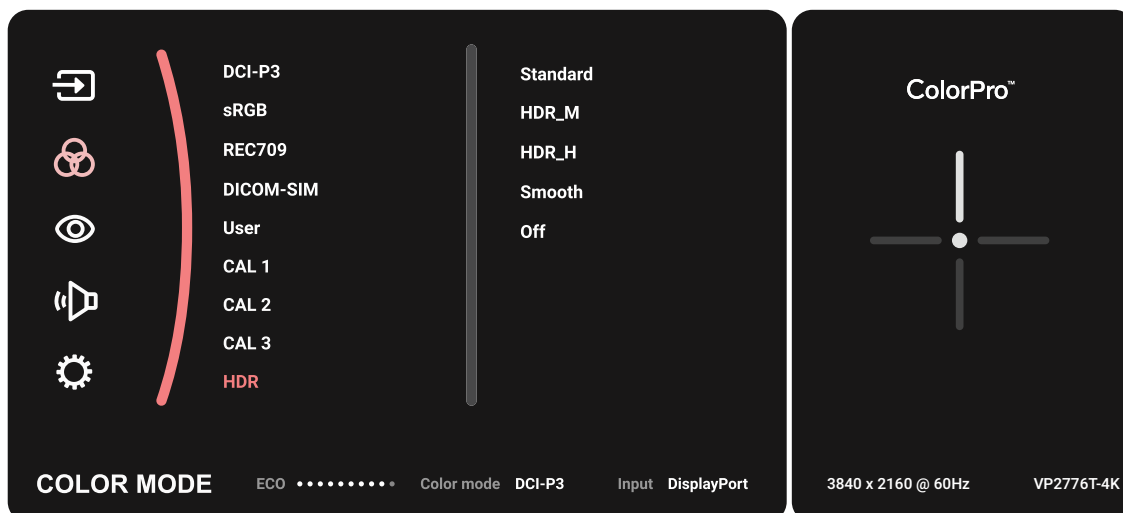 DCI-P3
sRGB
REC709
DICOM-SIM
User
CAL 1
CAL 2
CAL 3
HDR
Standard
HDR_M
HDR_H
Smooth
Off
COLOR MODE
ECO
Color mode DCI-P3
Input DisplayPort
ColorPro™
3840 x 2160 @ 60Hz
VP2776T-4K